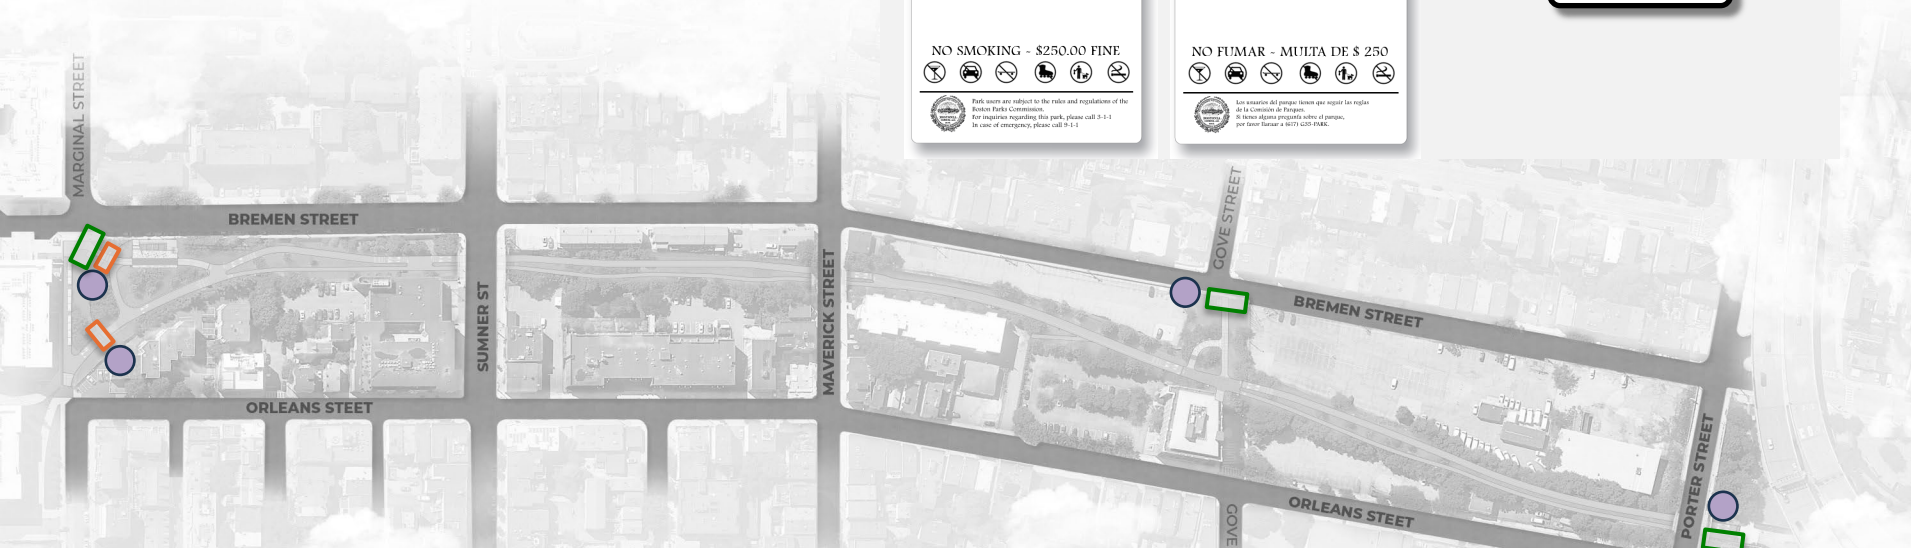 NO SMOKING - $250.00 FINE
Park users are subject to the rules and regulations of the
Boston Parks Commission.
For inquiries regarding this park, please call 3-1-1
In case of emergency, please call 9-1-1
NO FUMAR - MULTA DE $ 250
Los usuarios del parque tienen que seguir las reglas
de la Comisión de Parques.
Si tienes alguna pregunta sobre el parque,
por favor llamar a (617) 635-PARK.
MARGINAL STREET
BREMEN STREET
SUMNER ST
MAVERICK STREET
GOVE STREET
BREMEN STREET
ORLEANS STEET
ORLEANS STEET
GOVE
PORTER STREET